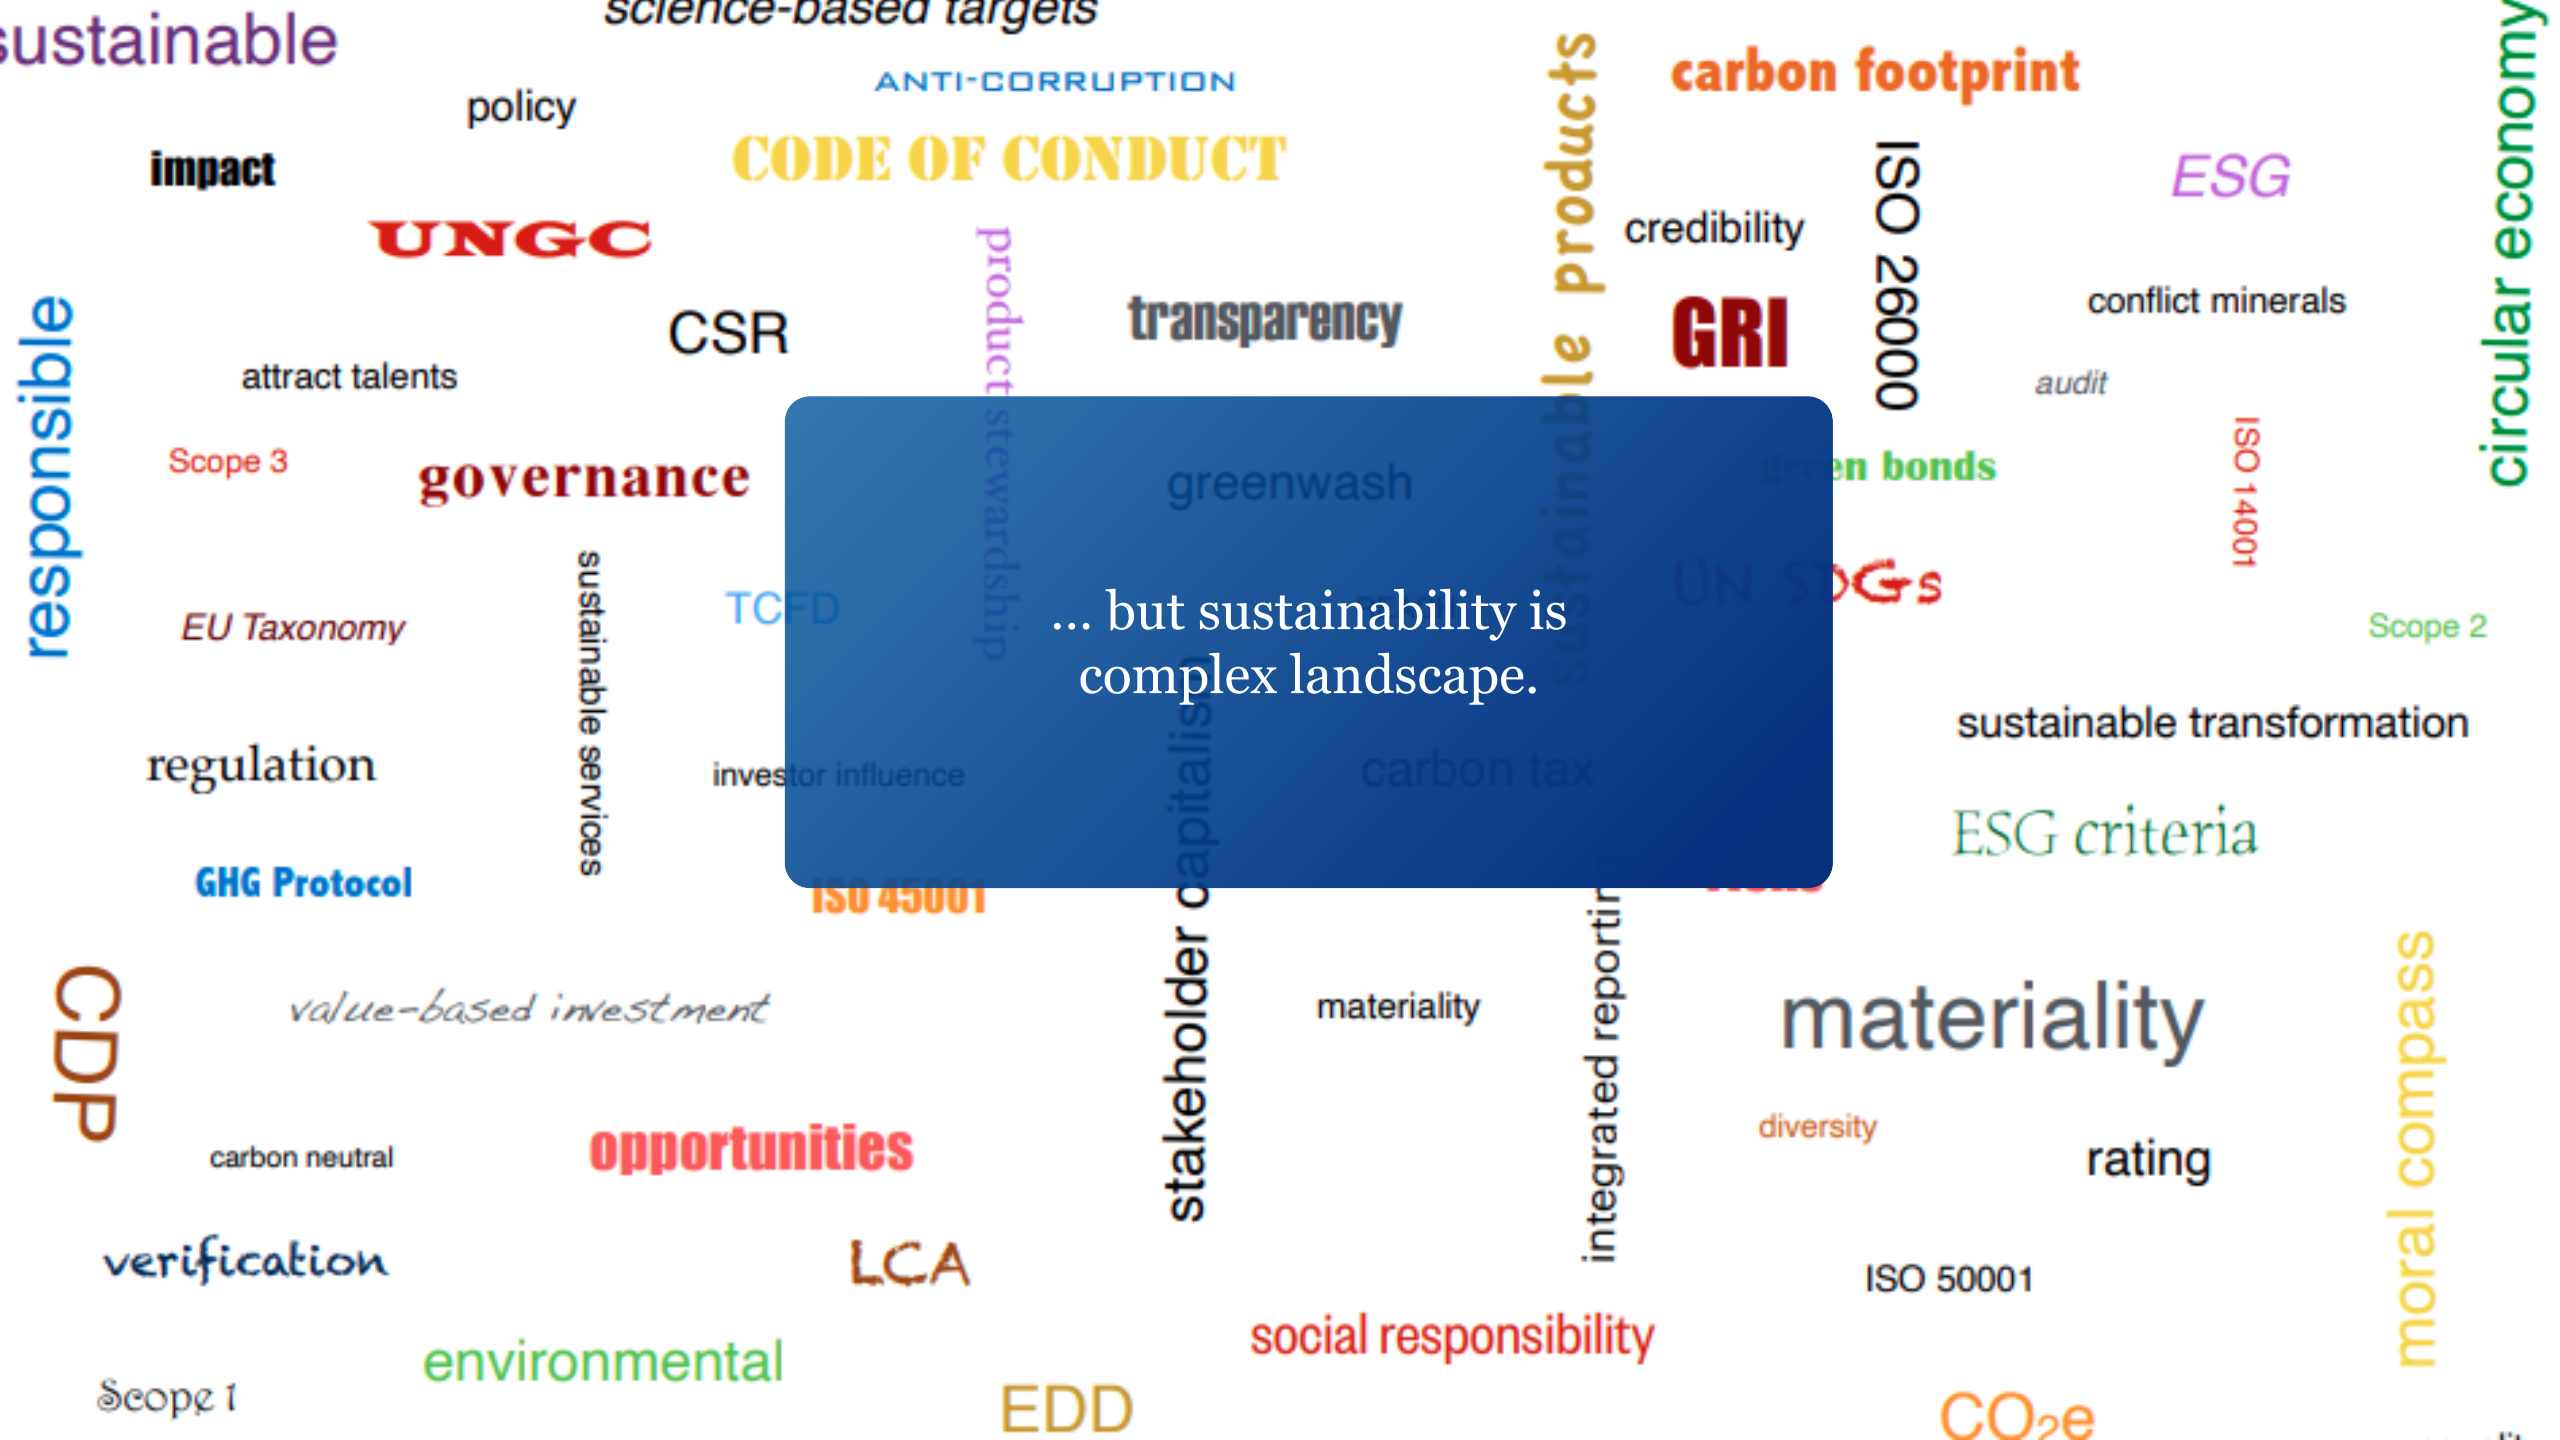 science-based targets
sustainable
ANTI-CORRUPTION
carbon footprint
policy
CODE OF CONDUCT
impact
ESG
UNGC
credibility
ISO 26000
circular economy
sustainable products
product stewardship
conflict minerals
CSR
transparency
GRI
attract talents
audit
responsible
Scope 3
governance
greenwash
green bonds
ISO 14001
EU Taxonomy
TCFD
UN SDGs
Scope 2
... but sustainability is
complex landscape.
sustainable services
sustainable transformation
regulation
investor influence
carbon tax
ESG criteria
GHG Protocol
ISO 45001
stakeholder capitalism
integrated reporting
CDP
value-based investment
materiality
materiality
moral compass
carbon neutral
opportunities
diversity
rating
verification
LCA
ISO 50001
social responsibility
environmental
Scope 1
EDD
CO₂e